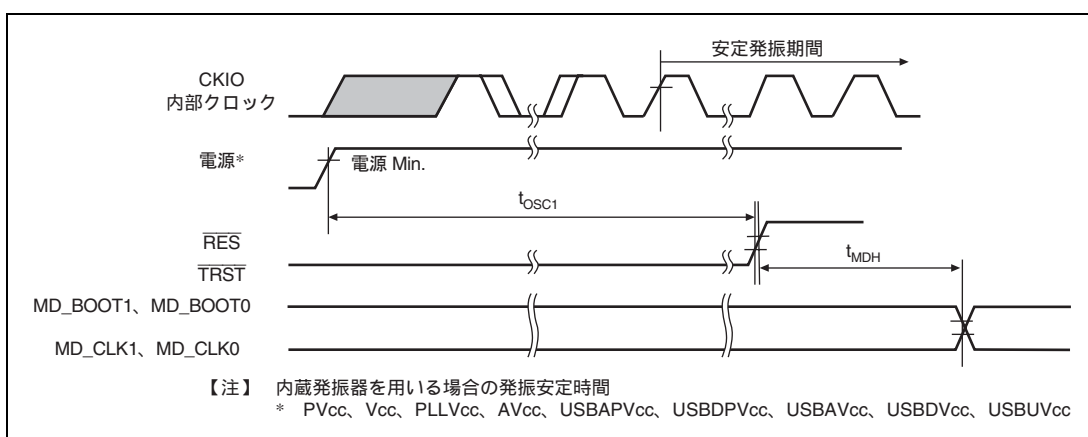 安定発振期間
CKIO
内部クロック
電源*
電源 Min.
tOSC1
RES
TRST
tMDH
MD_BOOT1、MD_BOOT0
MD_CLK1、MD_CLK0
【注】 内蔵発振器を用いる場合の発振安定時間
* PVcc、Vcc、PLLVcc、AVcc、USBAPVcc、USBDPVcc、USBAVcc、USBDVcc、USBUVcc